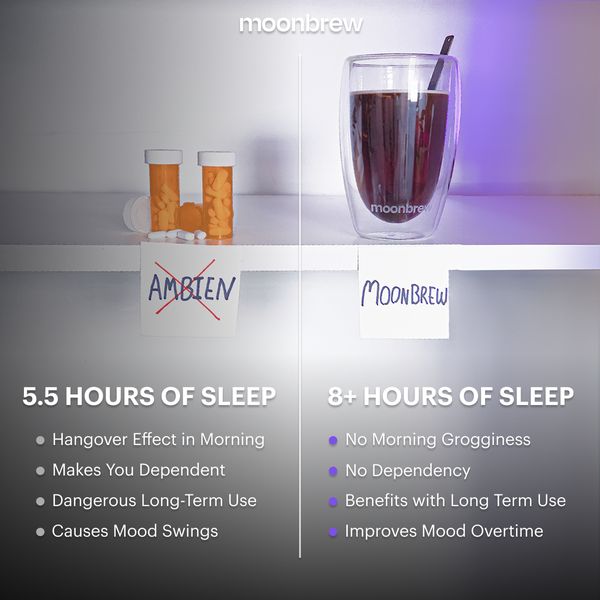 moonbrew
moonbrew
AMBIEN
MOONBREW
5.5 HOURS OF SLEEP
Hangover Effect in Morning
Makes You Dependent
Dangerous Long-Term Use
Causes Mood Swings
8+ HOURS OF SLEEP
No Morning Grogginess
No Dependency
Benefits with Long Term Use
Improves Mood Overtime